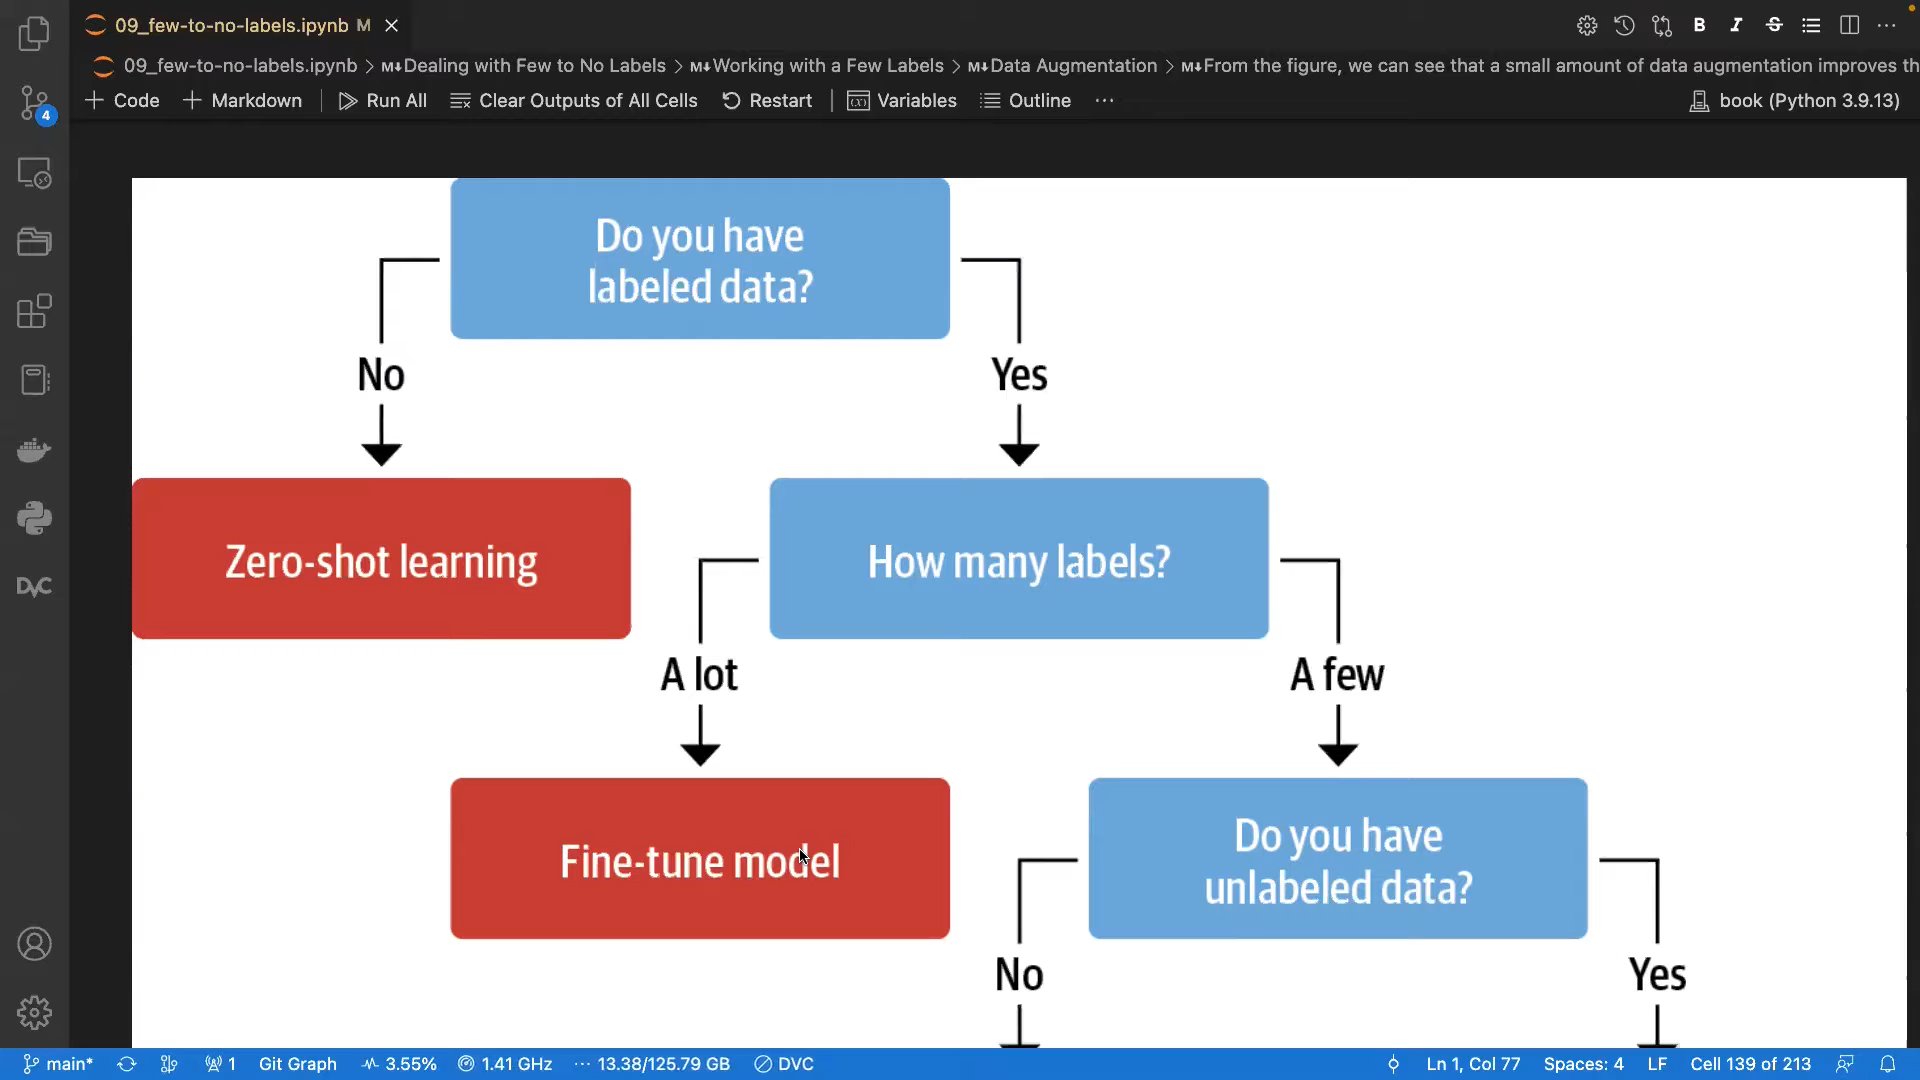 09_few-to-no-labels.ipynb M
09_few-to-no-labels.ipynb > M↓Dealing with Few to No Labels > M↓Working with a Few Labels > M↓Data Augmentation > M↓From the figure, we can see that a small amount of data augmentation improves th
+ Code + Markdown Run All Clear Outputs of All Cells Restart Variables Outline ··· book (Python 3.9.13)
4
DVC
Do you have
labeled data?
No
Yes
Zero-shot learning
How many labels?
A lot
A few
Fine-tune model
Do you have
unlabeled data?
No
Yes
main* 1 Git Graph 3.55% 1.41 GHz ··· 13.38/125.79 GB DVC Ln 1, Col 77 Spaces: 4 LF Cell 139 of 213